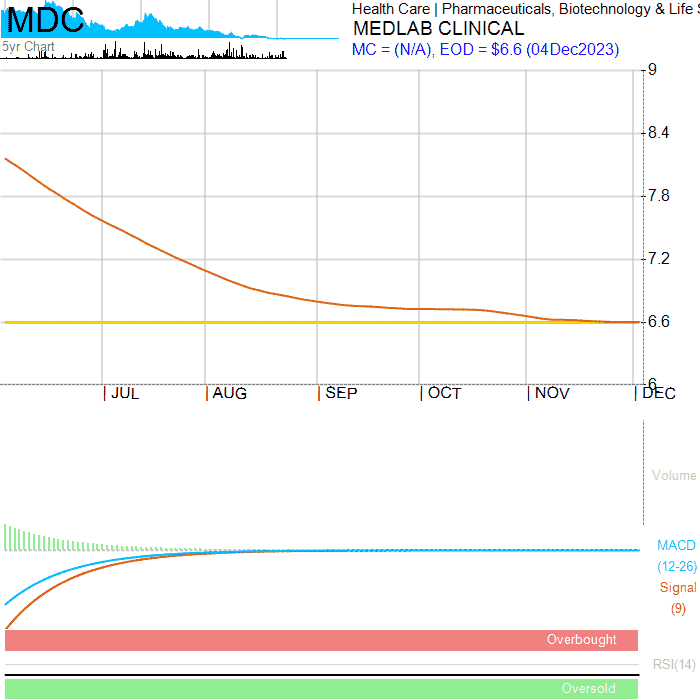 MDC
5yr Chart
Health Care | Pharmaceuticals, Biotechnology & Life S
MEDLAB CLINICAL
MC = (N/A), EOD = $6.6 (04Dec2023)
9
8.4
7.8
7.2
6.6
6
| JUL | AUG | SEP | OCT | NOV | DEC
Volume
MACD
(12-26)
Signal
(9)
Overbought
RSI(14)
Oversold